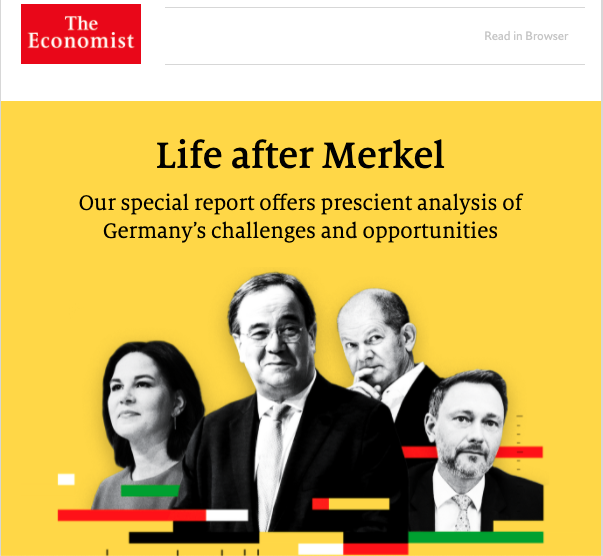 The
Economist
Read in Browser
Life after Merkel
Our special report offers prescient analysis of
Germany’s challenges and opportunities